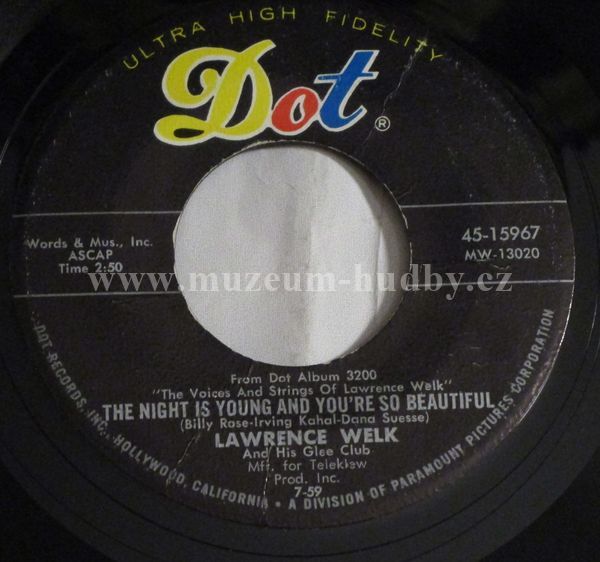 ULTRA HIGH FIDELITY
Dot®
Words & Mus., Inc.
ASCAP
Time 2:50
45-15967
MW-13020
www.muzeum-hudby.cz
From Dot Album 3200
"The Voices And Strings Of Lawrence Welk"
THE NIGHT IS YOUNG AND YOU'RE SO BEAUTIFUL
(Billy Rose-Irving Kahal-Dana Suesse)
LAWRENCE WELK
And His Glee Club
Mfr. for Teleklew
Prod. Inc.
7-59
DOT RECORDS, INC., HOLLYWOOD, CALIFORNIA • A DIVISION OF PARAMOUNT PICTURES CORPORATION